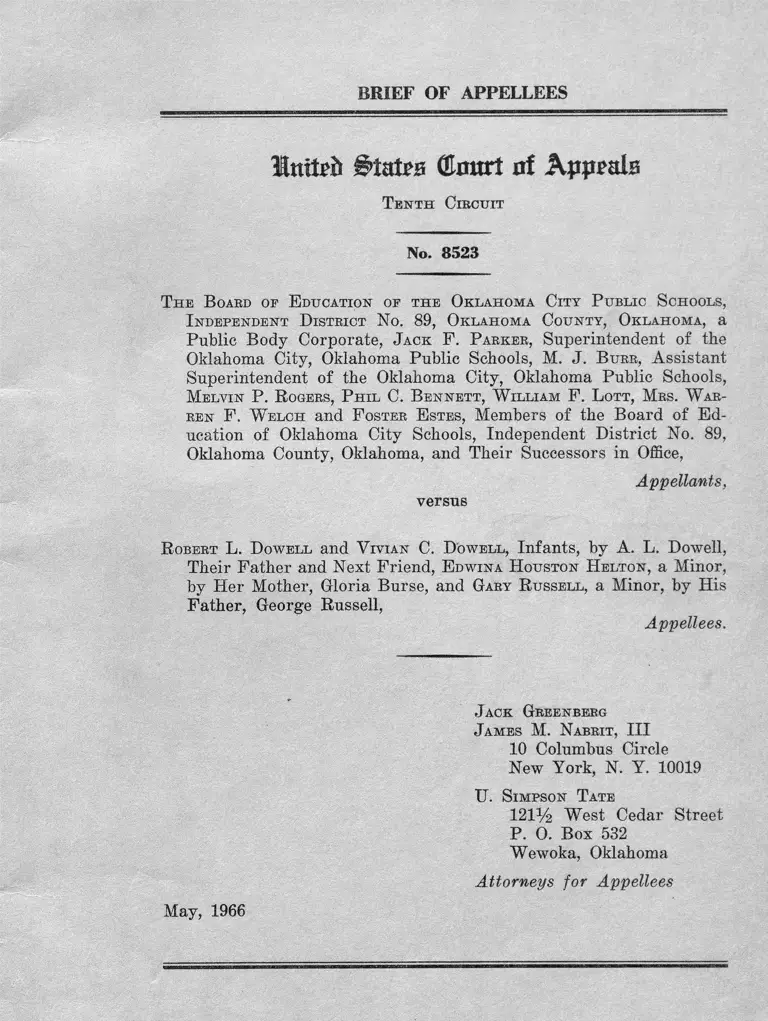 BRIEF OF APPELLEES
United States Court of Appeals
Tenth Circuit
No. 8523
The Board of Education of the Oklahoma City Public Schools,
Independent District No. 89, Oklahoma County, Oklahoma, a
Public Body Corporate, Jack F. Parker, Superintendent of the
Oklahoma City, Oklahoma Public Schools, M. J. Burr, Assistant
Superintendent of the Oklahoma City, Oklahoma Public Schools,
Melvin P. Rogers, Phil C. Bennett, William F. Lott, Mrs. War-
ren F. Welch and Foster Estes, Members of the Board of Ed-
ucation of Oklahoma City Schools, Independent District No. 89,
Oklahoma County, Oklahoma, and Their Successors in Office,
Appellants,
versus
Robert L. Dowell and Vivian C. Dowell, Infants, by A. L. Dowell,
Their Father and Next Friend, Edwina Houston Helton, a Minor,
by Her Mother, Gloria Burse, and Gary Russell, a Minor, by His
Father, George Russell,
Appellees.
Jack Greenberg
James M. Nabrit, III
10 Columbus Circle
New York, N. Y. 10019
U. Simpson Tate
121½ West Cedar Street
P. O. Box 532
Wewoka, Oklahoma
Attorneys for Appellees
May, 1966